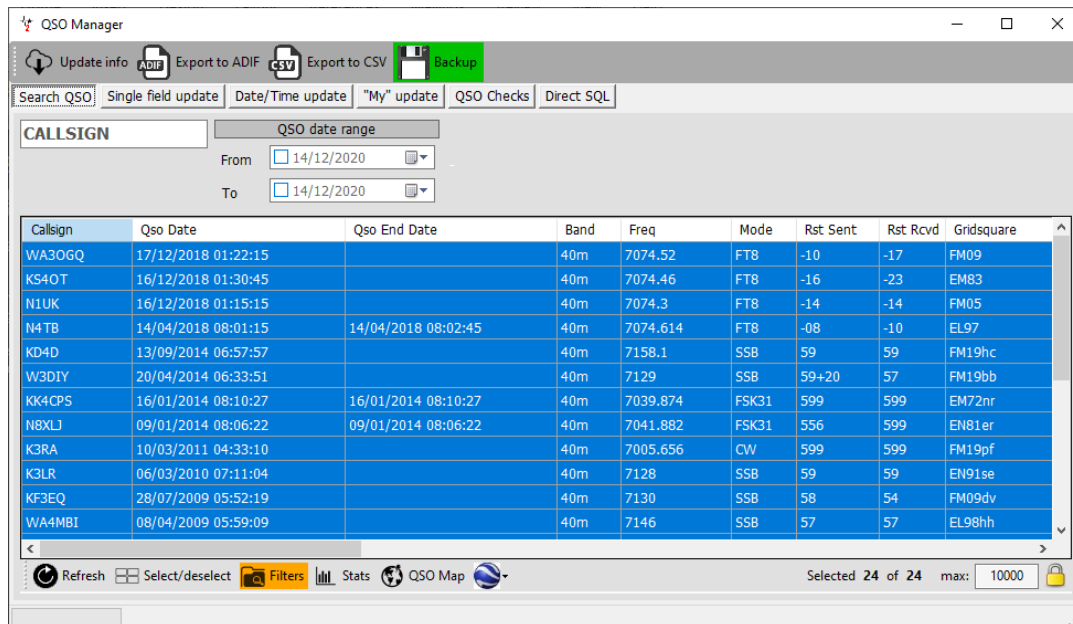 QSO Manager
Update info ADIF Export to ADIF CSV Export to CSV Backup
Search QSO Single field update Date/Time update "My" update QSO Checks Direct SQL
CALLSIGN QSO date range
From 14/12/2020
To 14/12/2020
Callsign Qso Date Qso End Date Band Freq Mode Rst Sent Rst Rcvd Gridsquare
WA3OGQ 17/12/2018 01:22:15 40m 7074.52 FT8 -10 -17 FM09
KS4OT 16/12/2018 01:30:45 40m 7074.46 FT8 -16 -23 EM83
N1UK 16/12/2018 01:15:15 40m 7074.3 FT8 -14 -14 FM05
N4TB 14/04/2018 08:01:15 14/04/2018 08:02:45 40m 7074.614 FT8 -08 -10 EL97
KD4D 13/09/2014 06:57:57 40m 7158.1 SSB 59 59 FM19hc
W3DIY 20/04/2014 06:33:51 40m 7129 SSB 59+20 57 FM19bb
KK4CPS 16/01/2014 08:10:27 16/01/2014 08:10:27 40m 7039.874 FSK31 599 599 EM72nr
N8XLJ 09/01/2014 08:06:22 09/01/2014 08:06:22 40m 7041.882 FSK31 556 599 EN81er
K3RA 10/03/2011 04:33:10 40m 7005.656 CW 599 599 FM19pf
K3LR 06/03/2010 07:11:04 40m 7128 SSB 59 59 EN91se
KF3EQ 28/07/2009 05:52:19 40m 7130 SSB 58 54 FM09dv
WA4MBI 08/04/2009 05:59:09 40m 7146 SSB 57 57 EL98hh
Refresh Select/deselect Filters Stats QSO Map Selected 24 of 24 max: 10000